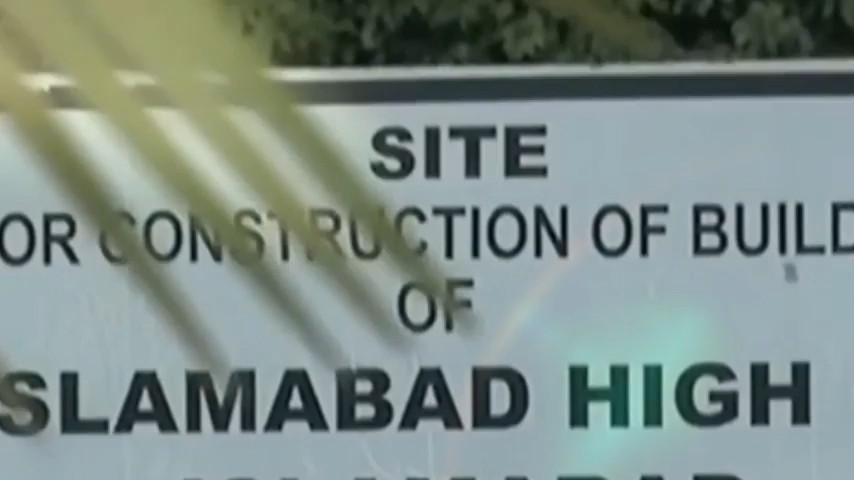 SITE
OR CONSTRUCTION OF BUILD
OF
SLAMABAD HIGH